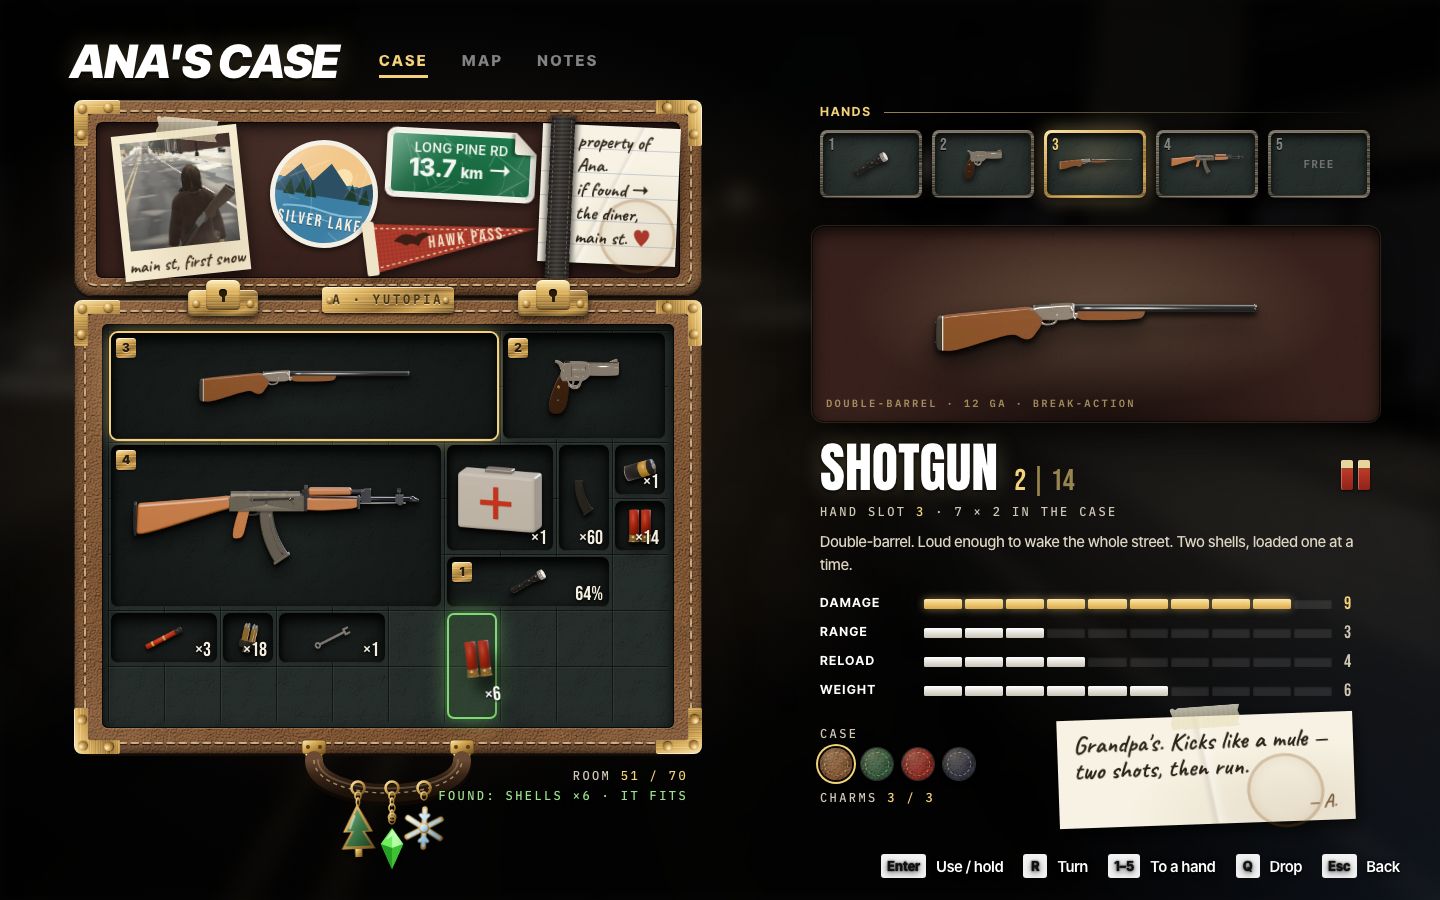 ANA'S CASE
CASE MAP NOTES
main st, first snow
SILVER LAKE
LONG PINE RD
13.7 km →
HAWK PASS
property of
Ana.
if found →
the diner,
main st. ♥
A · YUTOPIA
3
2
4
×1
×60
×1
×14
1
64%
×3
×18
×1
×6
ROOM 51 / 70
FOUND: SHELLS ×6 · IT FITS
HANDS
1
2
3
4
5
FREE
DOUBLE-BARREL · 12 GA · BREAK-ACTION
SHOTGUN 2 | 14
HAND SLOT 3 · 7 × 2 IN THE CASE
Double-barrel. Loud enough to wake the whole street. Two shells, loaded one at a
time.
DAMAGE 9
RANGE 3
RELOAD 4
WEIGHT 6
CASE
CHARMS 3 / 3
Grandpa's. Kicks like a mule —
two shots, then run.
— A.
Enter Use / hold R Turn 1–5 To a hand Q Drop Esc Back